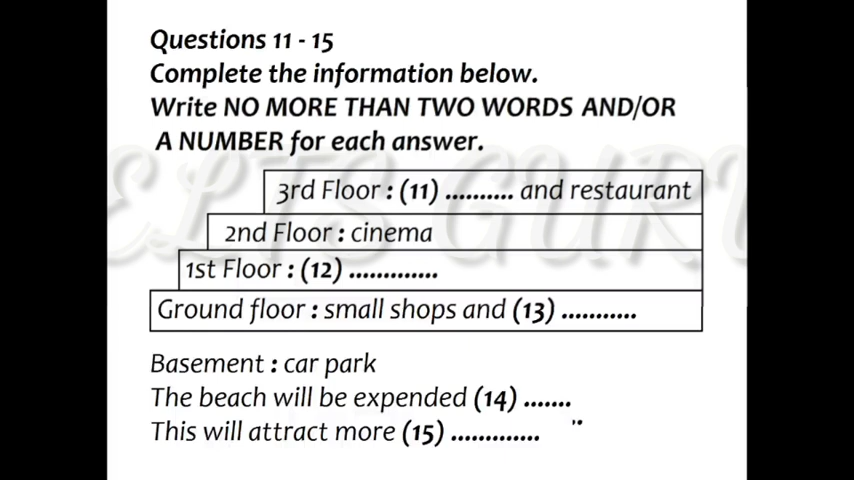 Questions 11 - 15
Complete the information below.
Write NO MORE THAN TWO WORDS AND/OR
A NUMBER for each answer.
3rd Floor : (11) .......... and restaurant
2nd Floor : cinema
1st Floor : (12) .............
Ground floor : small shops and (13) ...........
Basement : car park
The beach will be expended (14) .......
This will attract more (15) .............
IELTS GURU